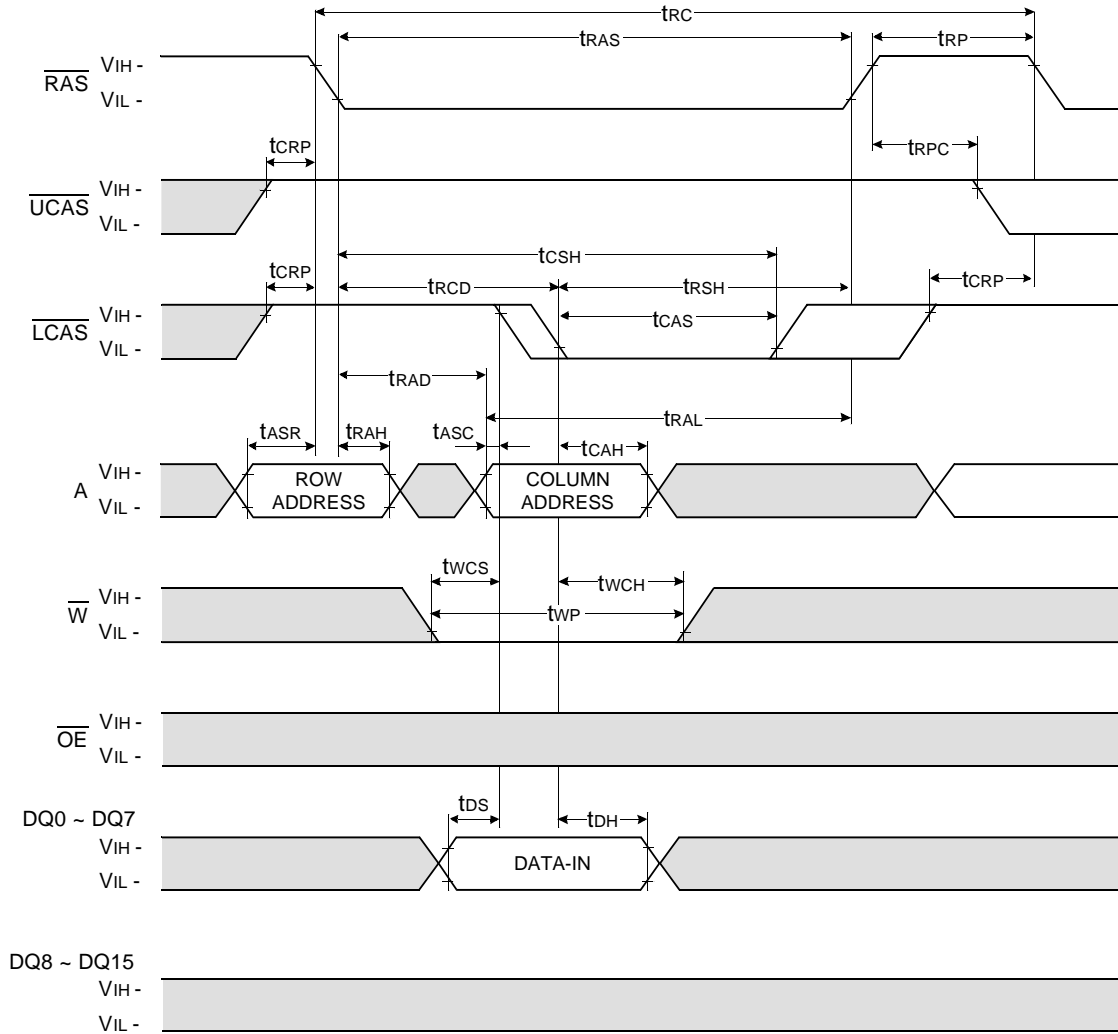 tRC
tRAS
tRP
RAS
VIH -
VIL -
tCRP
tRPC
UCAS
VIH -
VIL -
tCSH
tCRP
tRCD
tRSH
tCRP
LCAS
VIH -
VIL -
tCAS
tRAD
tRAL
tASR
tRAH
tASC
tCAH
A
VIH -
VIL -
ROW
ADDRESS
COLUMN
ADDRESS
tWCS
tWCH
tWP
W
VIH -
VIL -
OE
VIH -
VIL -
tDS
tDH
DQ0 ~ DQ7
VIH -
VIL -
DATA-IN
DQ8 ~ DQ15
VIH -
VIL -